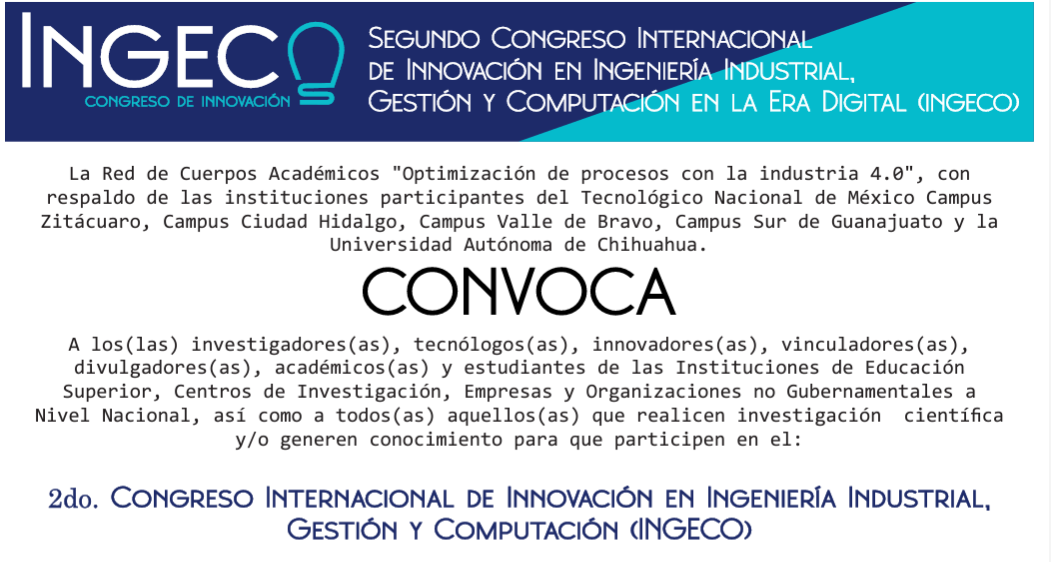 INGECO
CONGRESO DE INNOVACIÓN
SEGUNDO CONGRESO INTERNACIONAL
DE INNOVACIÓN EN INGENIERÍA INDUSTRIAL,
GESTIÓN Y COMPUTACIÓN EN LA ERA DIGITAL (INGECO)
La Red de Cuerpos Académicos "Optimización de procesos con la industria 4.0", con
respaldo de las instituciones participantes del Tecnológico Nacional de México Campus
Zitácuaro, Campus Ciudad Hidalgo, Campus Valle de Bravo, Campus Sur de Guanajuato y la
Universidad Autónoma de Chihuahua.
CONVOCA
A los(las) investigadores(as), tecnólogos(as), innovadores(as), vinculadores(as),
divulgadores(as), académicos(as) y estudiantes de las Instituciones de Educación
Superior, Centros de Investigación, Empresas y Organizaciones no Gubernamentales a
Nivel Nacional, así como a todos(as) aquellos(as) que realicen investigación científica
y/o generen conocimiento para que participen en el:
2do. CONGRESO INTERNACIONAL DE INNOVACIÓN EN INGENIERÍA INDUSTRIAL,
GESTIÓN Y COMPUTACIÓN (INGECO)